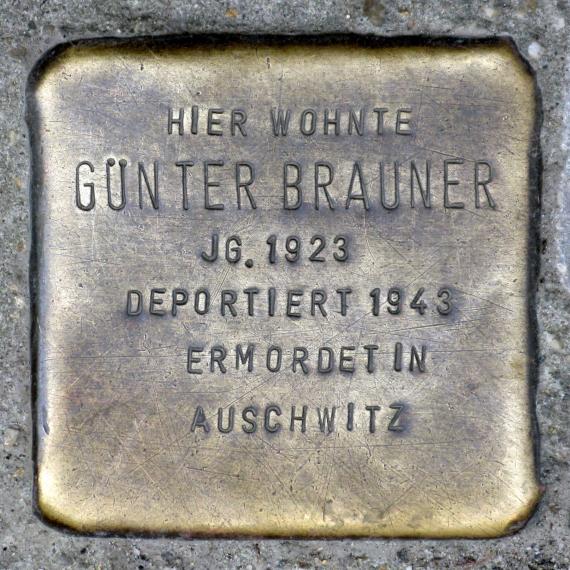 HIER WOHNTE
GÜNTER BRAUNER
JG. 1923
DEPORTIERT 1943
ERMORDET IN
AUSCHWITZ